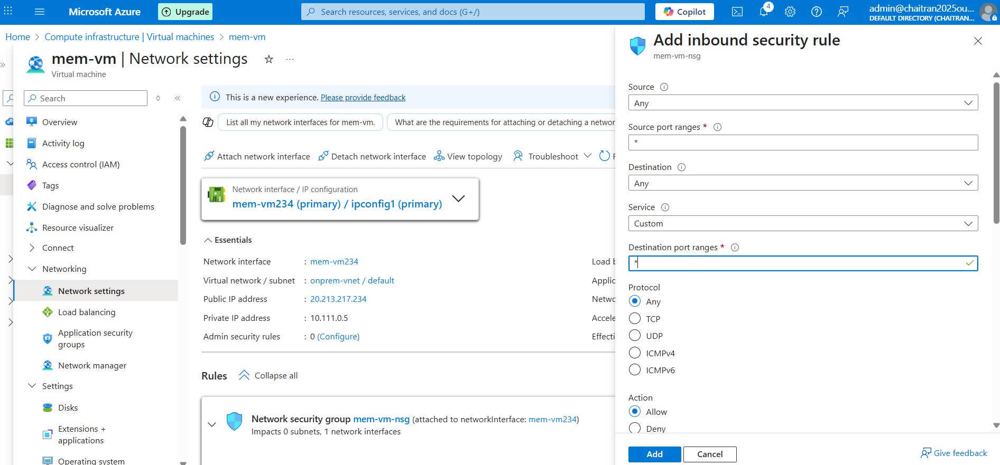 Microsoft Azure
Upgrade
Search resources, services, and docs (G+/)
Copilot
4
admin@chaitran2025ou...
DEFAULT DIRECTORY (CHAITRAN...
Home > Compute infrastructure | Virtual machines > mem-vm
mem-vm | Network settings
Virtual machine
Search
Overview
Activity log
Access control (IAM)
Tags
Diagnose and solve problems
Resource visualizer
Connect
Networking
Network settings
Load balancing
Application security
groups
Network manager
Settings
Disks
Extensions +
applications
Operating system
This is a new experience. Please provide feedback
List all my network interfaces for mem-vm.
What are the requirements for attaching or detaching a networ
Attach network interface
Detach network interface
View topology
Troubleshoot
Network interface / IP configuration
mem-vm234 (primary) / ipconfig1 (primary)
Essentials
Network interface : mem-vm234
Virtual network / subnet : onprem-vnet / default
Public IP address : 20.213.217.234
Private IP address : 10.111.0.5
Admin security rules : 0 (Configure)
Load b
Applic
Netwo
Accele
Effecti
Rules
Collapse all
Network security group mem-vm-nsg (attached to networkInterface: mem-vm234)
Impacts 0 subnets, 1 network interfaces
Add inbound security rule
mem-vm-nsg
Source
Any
Source port ranges *
*
Destination
Any
Service
Custom
Destination port ranges *
*
Protocol
Any
TCP
UDP
ICMPv4
ICMPv6
Action
Allow
Deny
Add
Cancel
Give feedback